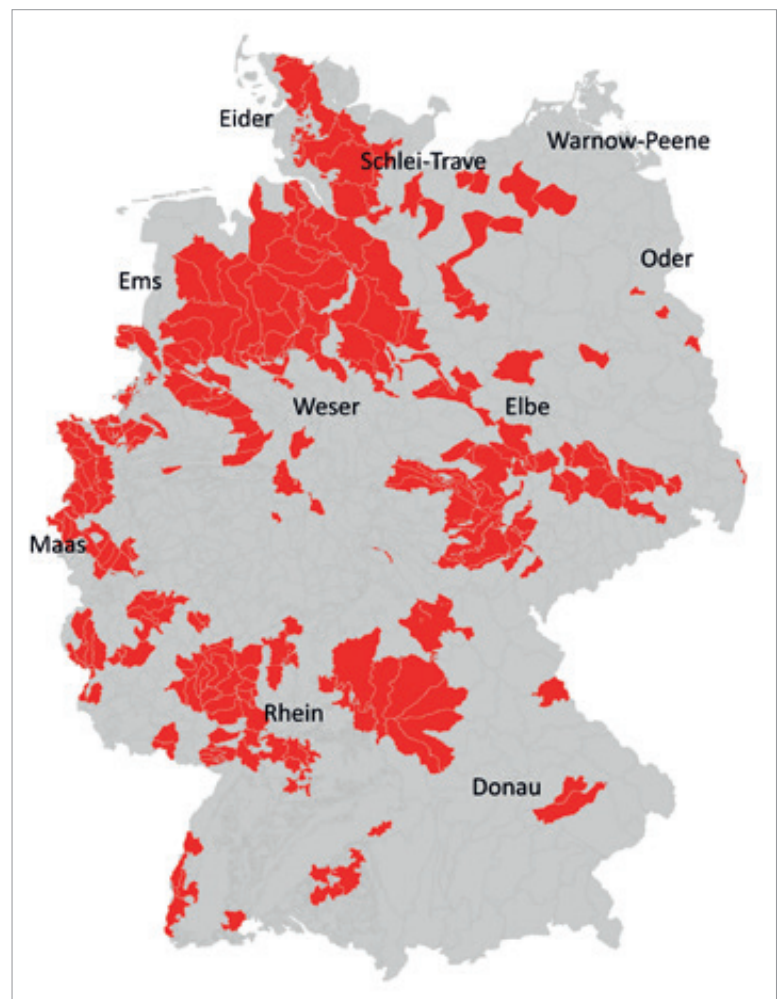 Eider
Schlei-Trave
Warnow-Peene
Oder
Ems
Weser
Elbe
Maas
Rhein
Donau